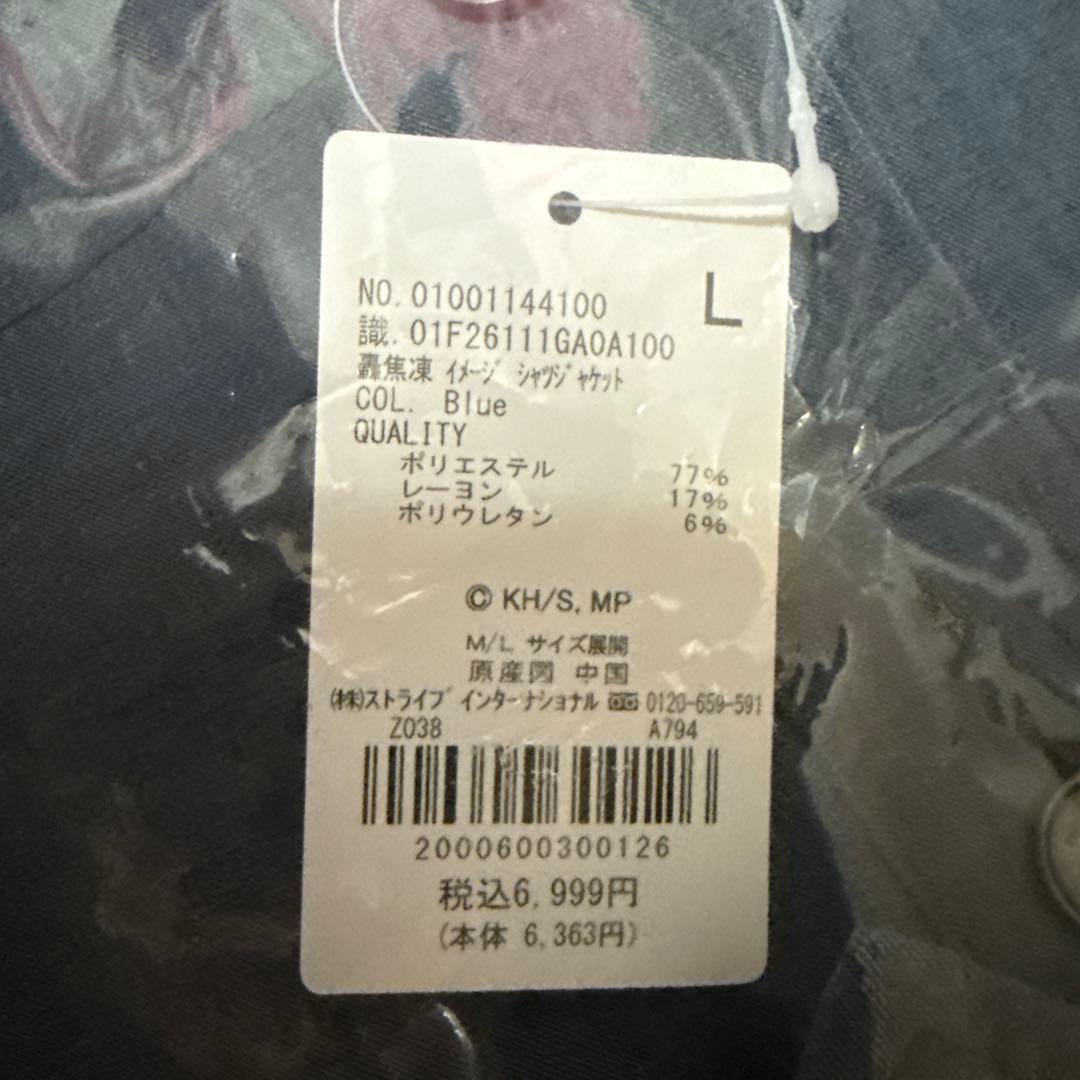 L
NO. 01001144100
識. 01F26111GA0A100
轟焦凍 ｲﾒｰｼﾞ ｼｬﾂｼﾞｬｹｯﾄ
COL. Blue
QUALITY
ポリエステル 77%
レーヨン 17%
ポリウレタン 6%
© KH/S, MP
M/L サイズ展開
原産国 中国
㈱ストライプ インターナショナル 0120-659-591
Z038 A794
2000600300126
税込6,999円
(本体 6,363円)